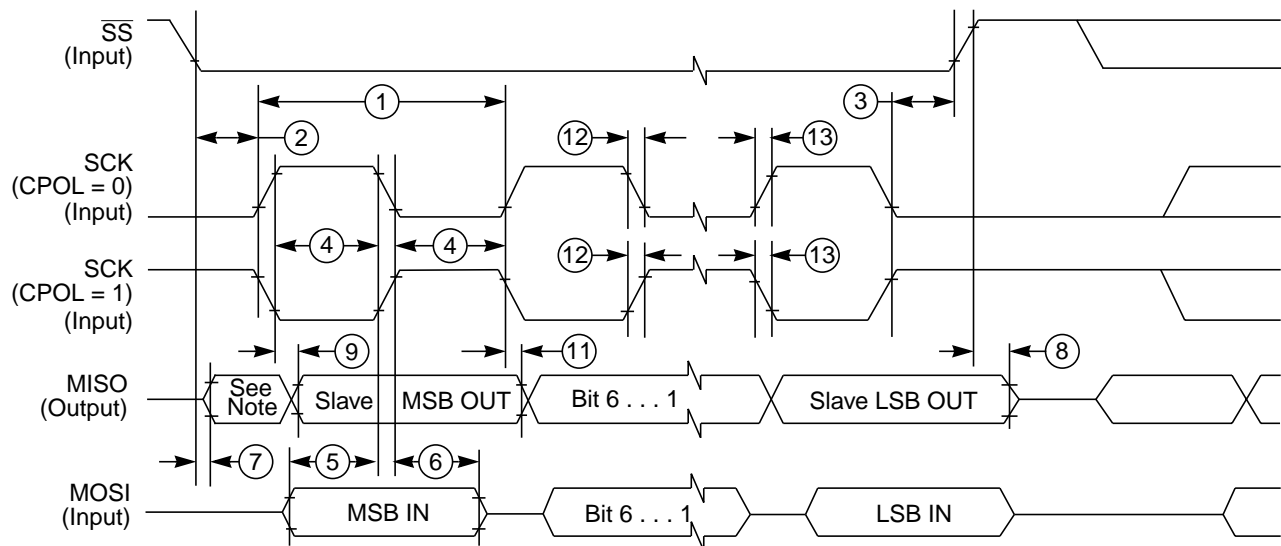 SS
(Input)
1
3
2
12
13
SCK
(CPOL = 0)
(Input)
4
4
SCK
(CPOL = 1)
(Input)
12
13
9
11
8
MISO
(Output)
See
Note
Slave
MSB OUT
Bit 6 . . . 1
Slave LSB OUT
7
5
6
MOSI
(Input)
MSB IN
Bit 6 . . . 1
LSB IN